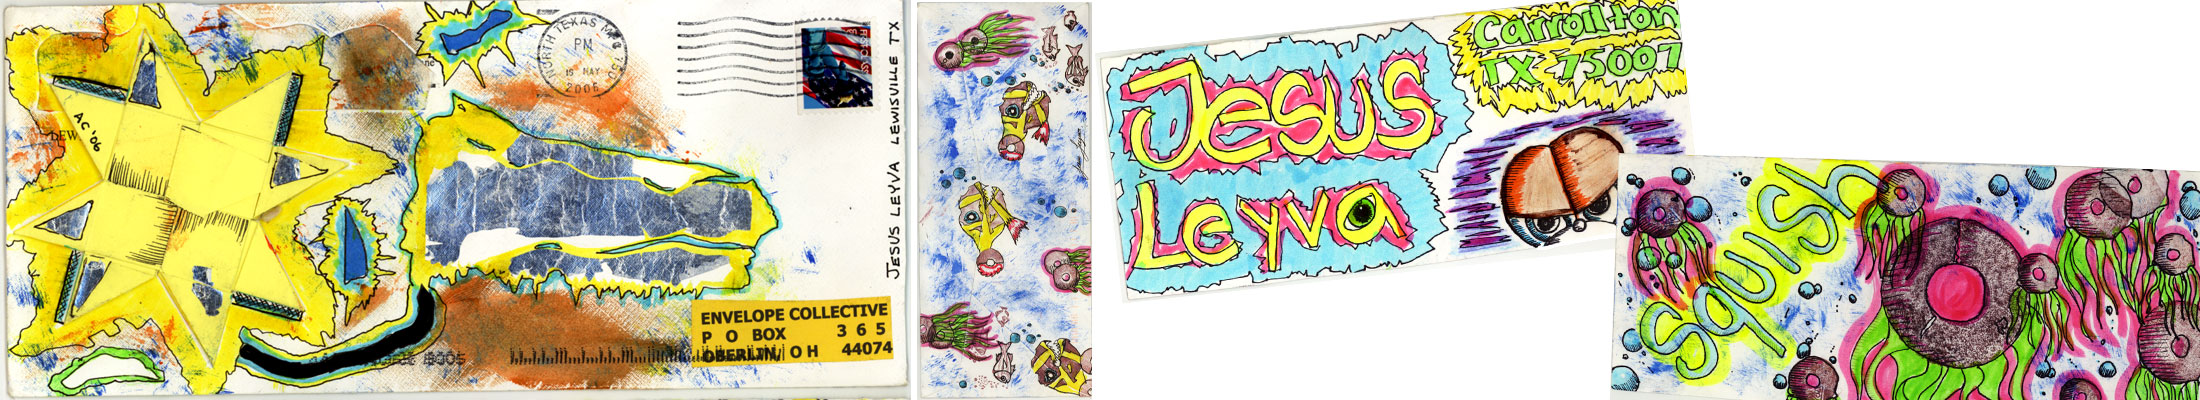 NORTH TEXAS
PM
15 MAY
2006
AC '06
JESUS LEYVA LEWISVILLE TX
ENVELOPE COLLECTIVE
P O BOX 365
OBERLIN, OH 44074
Jesus
Leyva
Carrollton
TX 75007
Squish